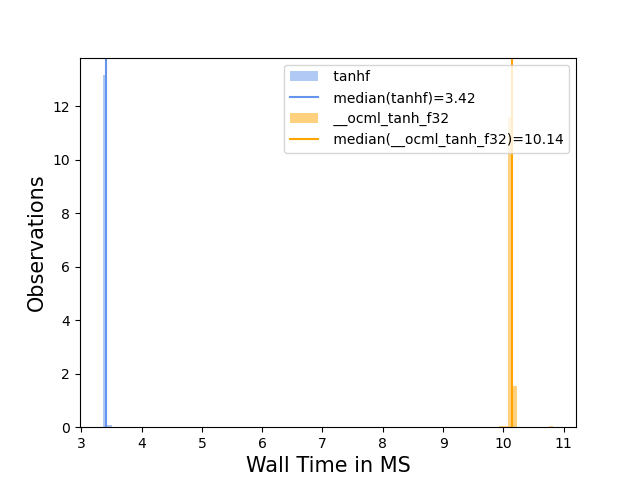 tanhf
median(tanhf)=3.42
__ocml_tanh_f32
median(__ocml_tanh_f32)=10.14
12
10
8
6
4
2
0
Observations
3 4 5 6 7 8 9 10 11
Wall Time in MS